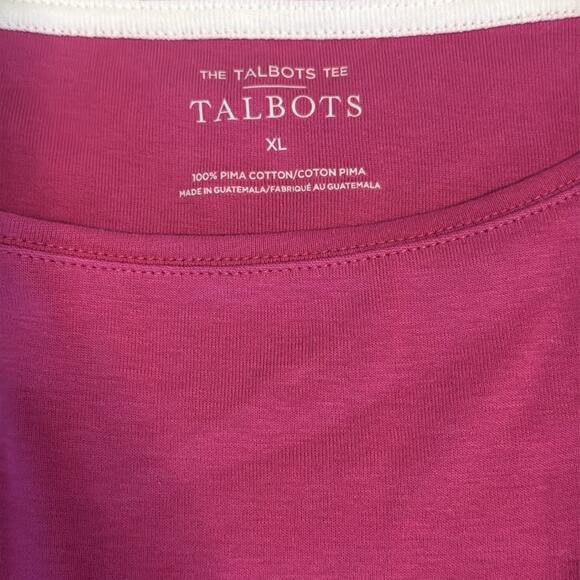 THE TALBOTS TEE
TALBOTS
XL
100% PIMA COTTON/COTON PIMA
MADE IN GUATEMALA/FABRIQUÉ AU GUATEMALA